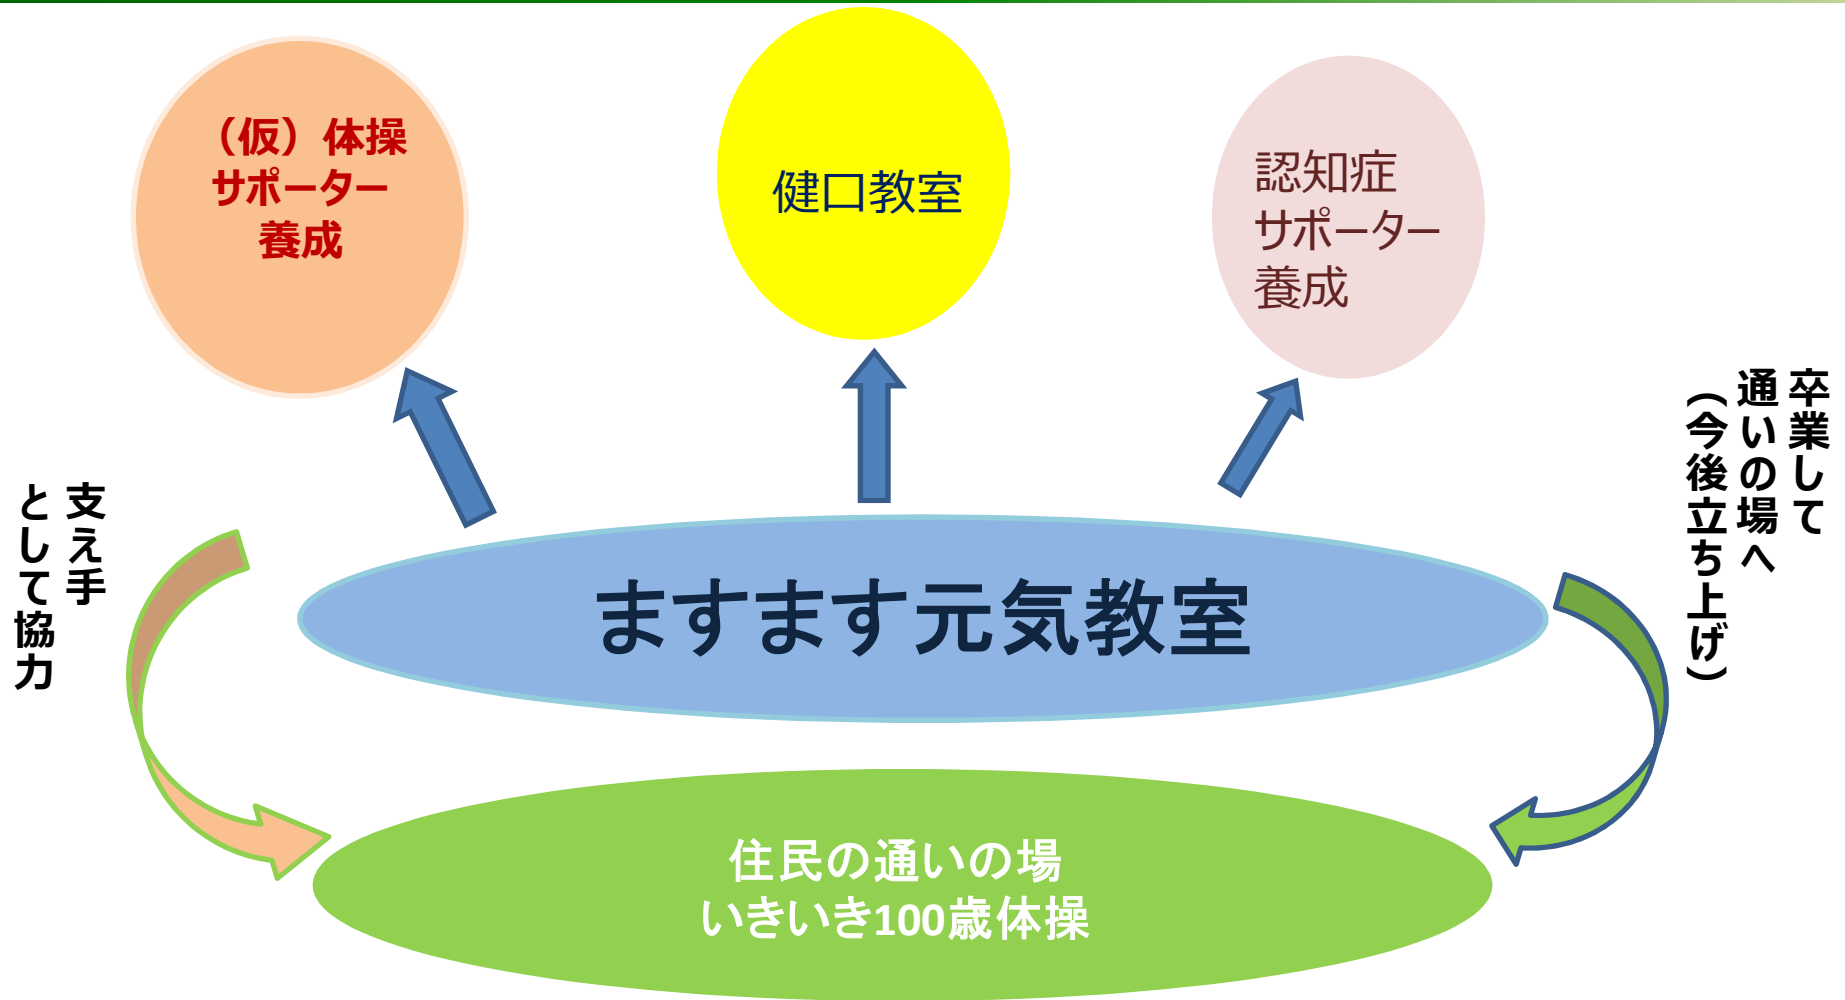 （仮）体操
サポーター
養成
健口教室
認知症
サポーター
養成
卒業して
通いの場へ
（今後立ち上げ）
支え手
として協力
ますます元気教室
住民の通いの場
いきいき100歳体操